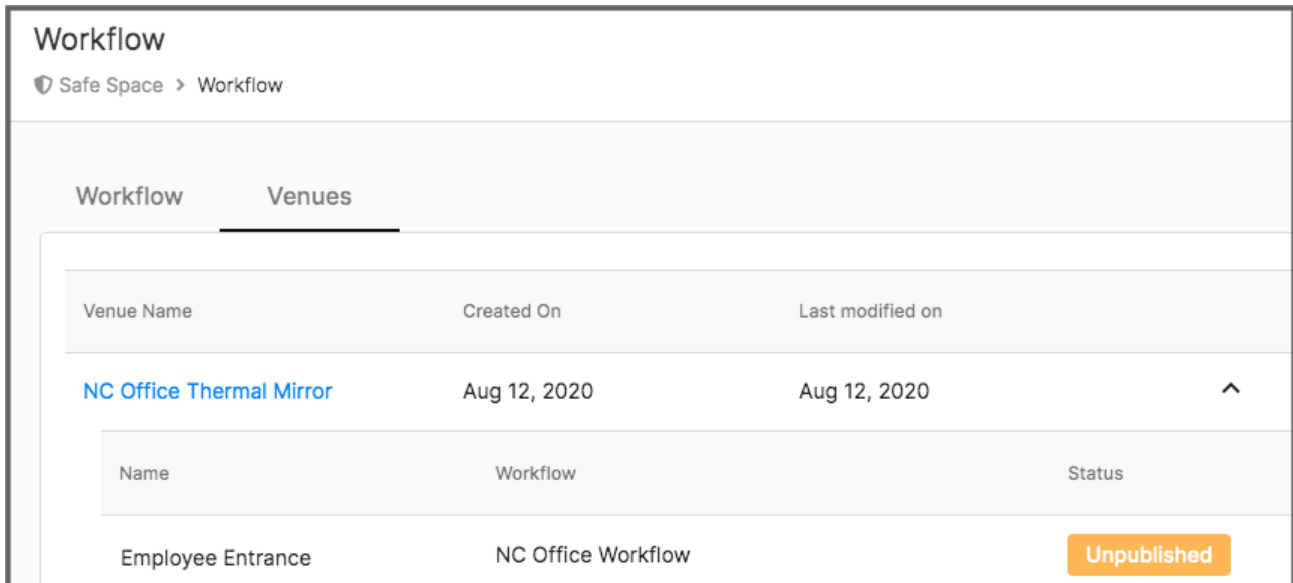 Workflow
Safe Space > Workflow
Workflow Venues
Venue Name Created On Last modified on
NC Office Thermal Mirror Aug 12, 2020 Aug 12, 2020
Name Workflow Status
Employee Entrance NC Office Workflow Unpublished